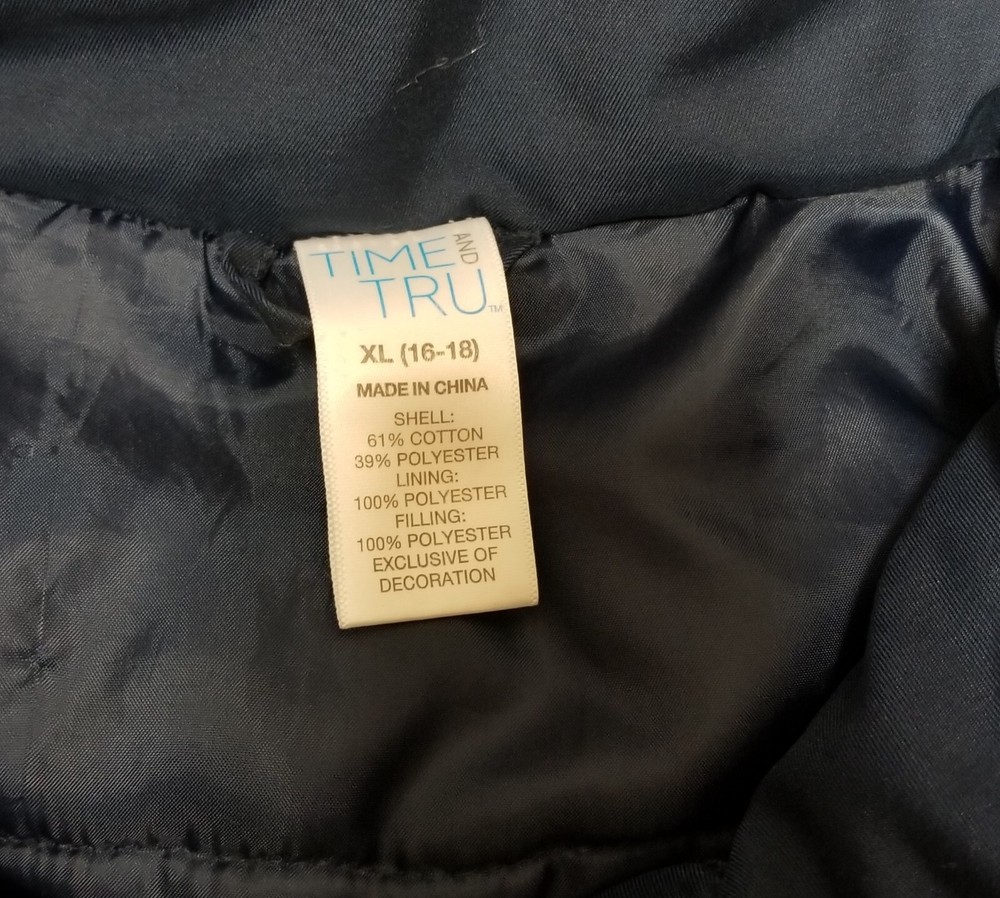 TIME AND
TRU™
XL (16-18)
MADE IN CHINA
SHELL:
61% COTTON
39% POLYESTER
LINING:
100% POLYESTER
FILLING:
100% POLYESTER
EXCLUSIVE OF
DECORATION